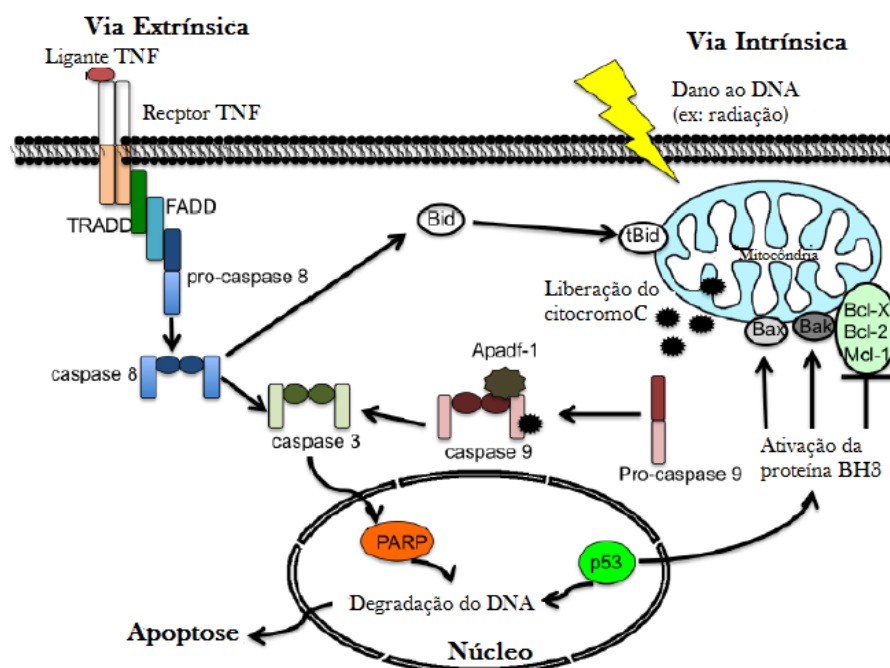 Via Extrínsica
Ligante TNF
Recptor TNF
Via Intrínsica
Dano ao DNA
(ex: radiação)
TRADD
FADD
pro-caspase 8
caspase 8
Bid
tBid
Mitocôndria
Liberação do
citocromoC
Bax
Bak
Bcl-X
Bcl-2
Mcl-1
Apadf-1
caspase 3
caspase 9
Pro-caspase 9
Ativação da
proteína BH3
PARP
p53
Degradação do DNA
Apoptose
Núcleo